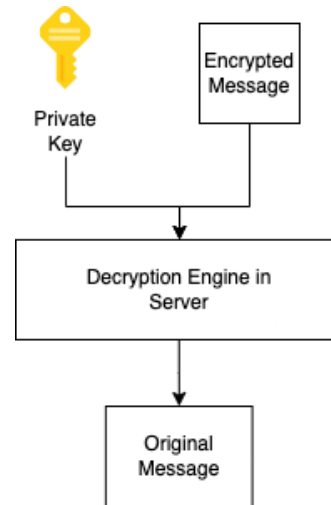 Private
Key
Encrypted
Message
Decryption Engine in
Server
Original
Message